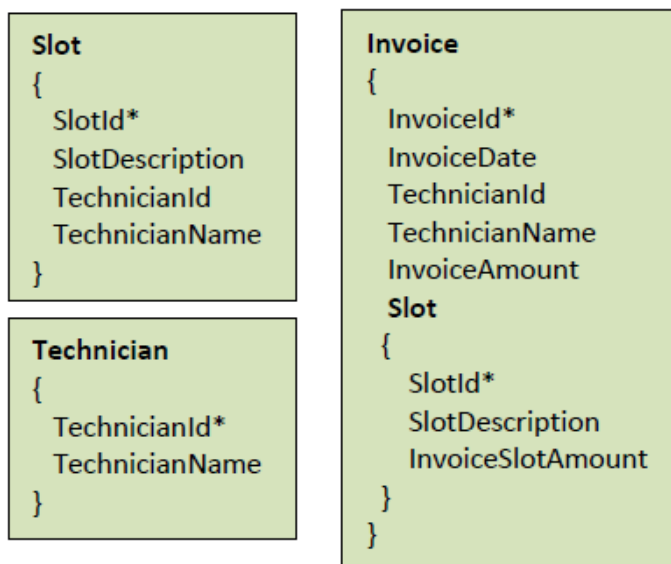 Slot
{
SlotId*
SlotDescription
TechnicianId
TechnicianName
}
Technician
{
TechnicianId*
TechnicianName
}
Invoice
{
InvoiceId*
InvoiceDate
TechnicianId
TechnicianName
InvoiceAmount
Slot
{
SlotId*
SlotDescription
InvoiceSlotAmount
}
}